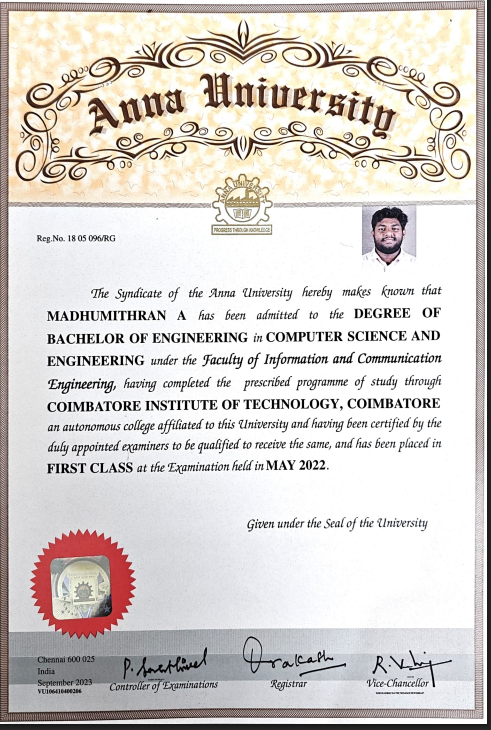 Anna University
ANNA UNIVERSITY
PROGRESS THROUGH KNOWLEDGE
Reg.No. 18 05 096/RG
The Syndicate of the Anna University hereby makes known that
MADHUMITHRAN A has been admitted to the DEGREE OF
BACHELOR OF ENGINEERING in COMPUTER SCIENCE AND
ENGINEERING under the Faculty of Information and Communication
Engineering, having completed the prescribed programme of study through
COIMBATORE INSTITUTE OF TECHNOLOGY, COIMBATORE
an autonomous college affiliated to this University and having been certified by the
duly appointed examiners to be qualified to receive the same, and has been placed in
FIRST CLASS at the Examination held in MAY 2022.
Given under the Seal of the University
Chennai 600 025
India
September 2023
VU106410400206
Controller of Examinations
Registrar
Vice-Chancellor